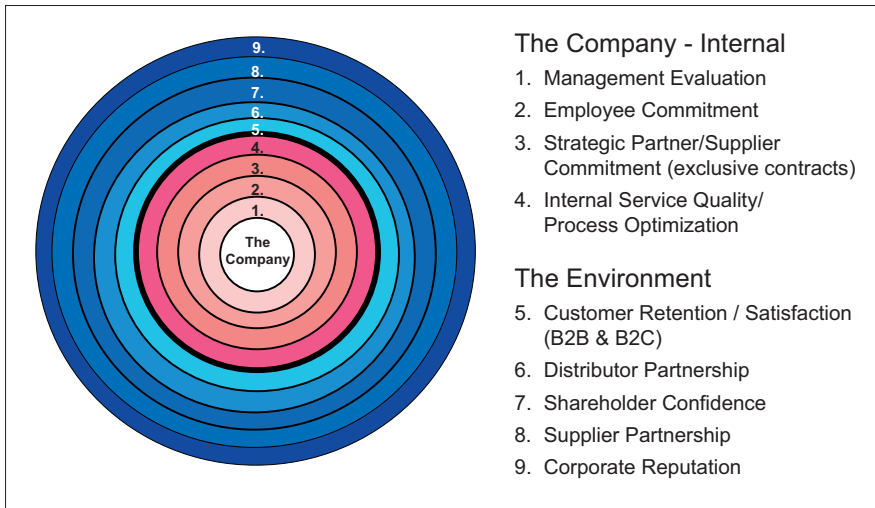 9.
8.
7.
6.
5.
4.
3.
2.
1.
The
Company
The Company - Internal
1. Management Evaluation
2. Employee Commitment
3. Strategic Partner/Supplier
Commitment (exclusive contracts)
4. Internal Service Quality/
Process Optimization
The Environment
5. Customer Retention / Satisfaction
(B2B & B2C)
6. Distributor Partnership
7. Shareholder Confidence
8. Supplier Partnership
9. Corporate Reputation